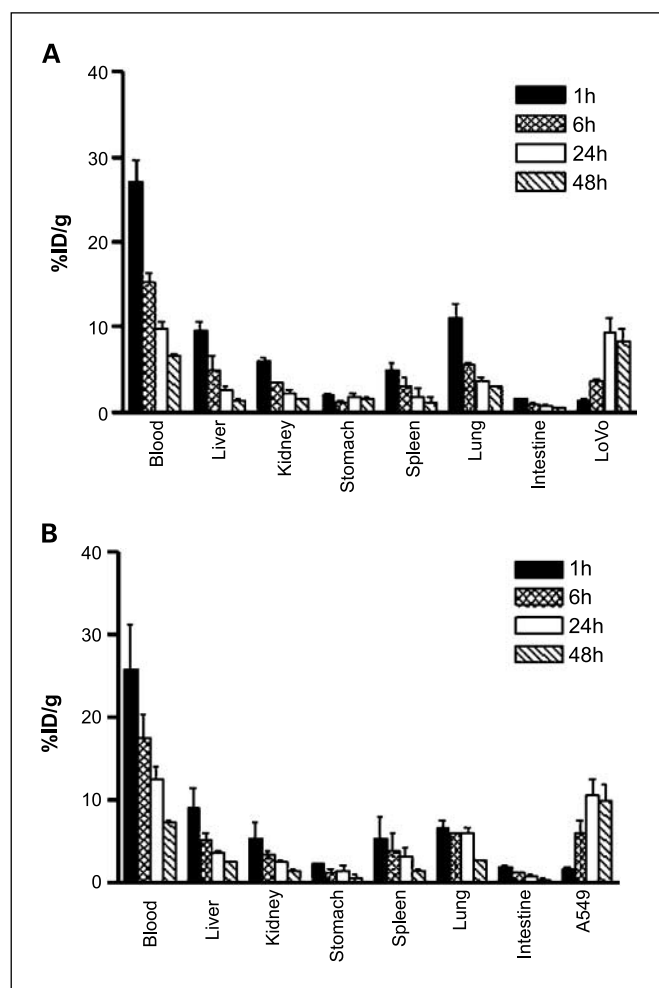 A
40
30
20
10
0
%ID/g
1h
6h
24h
48h
Blood
Liver
Kidney
Stomach
Spleen
Lung
Intestine
LoVo
B
40
30
20
10
0
%ID/g
1h
6h
24h
48h
Blood
Liver
Kidney
Stomach
Spleen
Lung
Intestine
A549